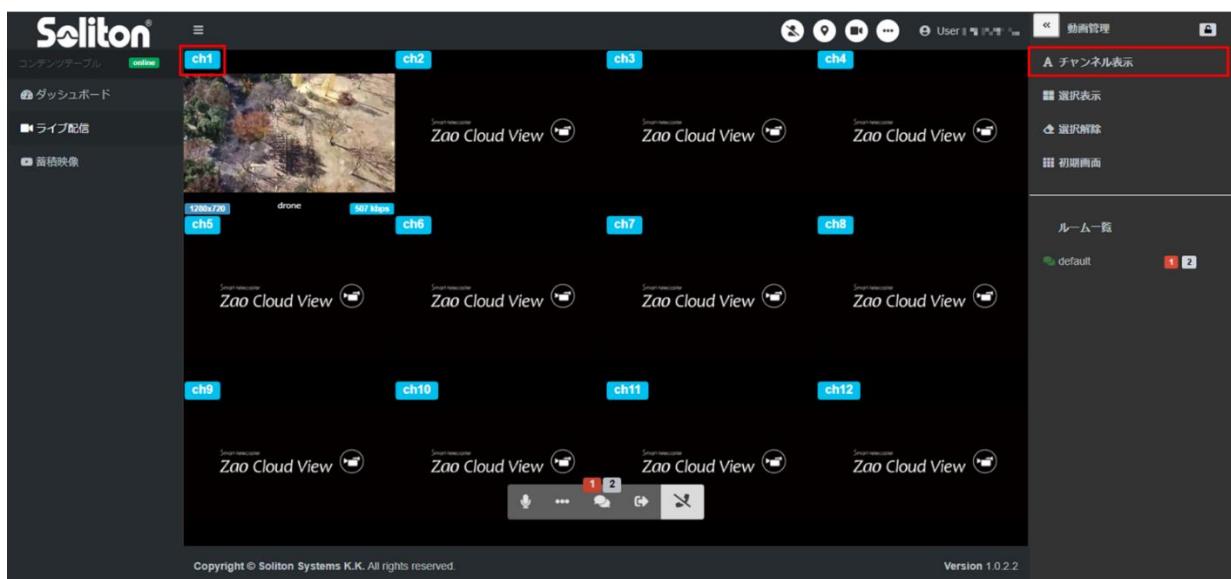 Soliton®
User
動画管理
コンテンツテーブル
online
ダッシュボード
ライブ配信
蓄積映像
ch1
ch2
ch3
ch4
Zao Cloud View
Zao Cloud View
Zao Cloud View
1280x720
drone
507 kbps
ch5
ch6
ch7
ch8
Zao Cloud View
Zao Cloud View
Zao Cloud View
Zao Cloud View
ch9
ch10
ch11
ch12
Zao Cloud View
Zao Cloud View
Zao Cloud View
Zao Cloud View
1 2
A チャンネル表示
選択表示
選択解除
初期画面
ルーム一覧
default
1 2
Copyright © Soliton Systems K.K. All rights reserved.
Version 1.0.2.2